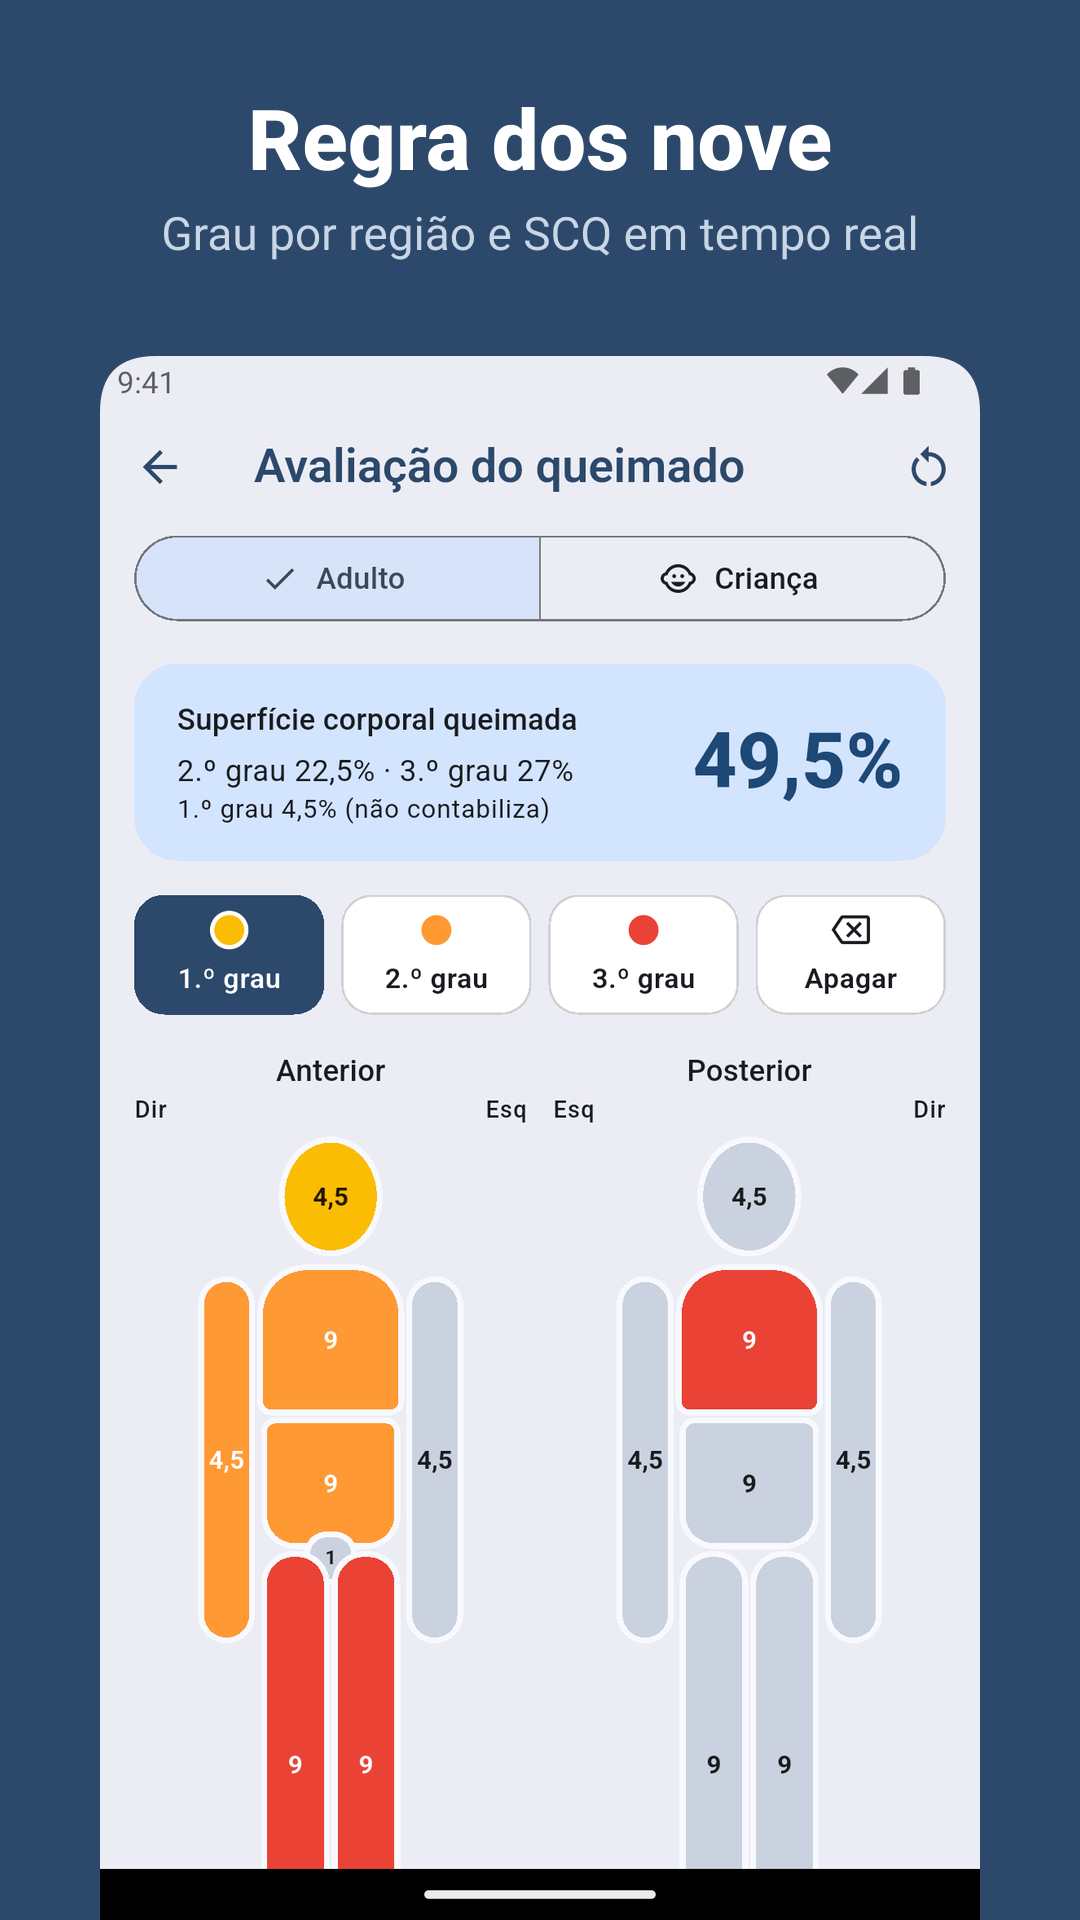 Regra dos nove
Grau por região e SCQ em tempo real
9:41
Avaliação do queimado
Adulto
Criança
Superfície corporal queimada
2.º grau 22,5% · 3.º grau 27%
1.º grau 4,5% (não contabiliza)
49,5%
1.º grau
2.º grau
3.º grau
Apagar
Anterior
Posterior
Dir
Esq
Esq
Dir
4,5
4,5
9
9
4,5
9
4,5
4,5
9
4,5
1
9
9
9
9